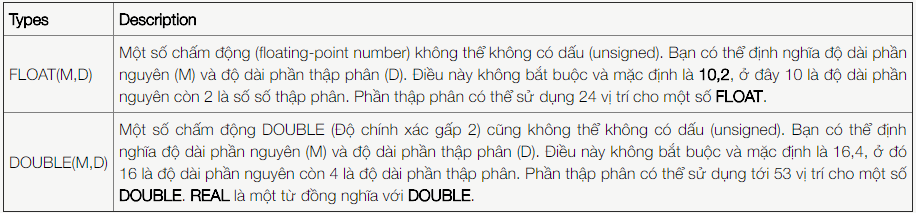 Types Description
FLOAT(M,D)
Một số chấm động (floating-point number) không thể không có dấu (unsigned). Bạn có thể định nghĩa độ dài phần
nguyên (M) và độ dài phần thập phân (D). Điều này không bắt buộc và mặc định là 10,2, ở đây 10 là độ dài phần
nguyên còn 2 là số số thập phân. Phần thập phân có thể sử dụng 24 vị trí cho một số FLOAT.
DOUBLE(M,D)
Một số chấm động DOUBLE (Độ chính xác gấp 2) cũng không thể không có dấu (unsigned). Bạn có thể định
nghĩa độ dài phần nguyên (M) và độ dài phần thập phân (D). Điều này không bắt buộc và mặc định là 16,4, ở đó
16 là độ dài phần nguyên còn 4 là độ dài phần thập phân. Phần thập phân có thể sử dụng tới 53 vị trí cho một số
DOUBLE. REAL là một từ đồng nghĩa với DOUBLE.